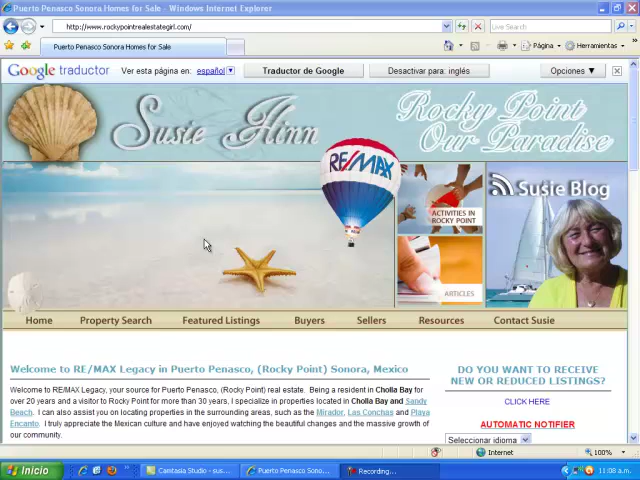 Puerto Penasco Sonora Homes for Sale - Windows Internet Explorer
http://www.rockypointrealestategirl.com/
Live Search
Puerto Penasco Sonora Homes for Sale
Página
Herramientas
Google traductor
Ver esta página en: español
Traductor de Google
Desactivar para: inglés
Opciones ▼
Susie Hinn
Rocky Point
Our Paradise
RE/MAX
ACTIVITIES IN
ROCKY POINT
ARTICLES
Susie Blog
Home
Property Search
Featured Listings
Buyers
Sellers
Resources
Contact Susie
Welcome to RE/MAX Legacy in Puerto Penasco, (Rocky Point) Sonora, Mexico
Welcome to RE/MAX Legacy, your source for Puerto Penasco, (Rocky Point) real estate. Being a resident in Cholla Bay for
over 20 years and a visitor to Rocky Point for more than 30 years, I specialize in properties located in Cholla Bay and Sandy
Beach. I can also assist you on locating properties in the surrounding areas, such as the Mirador, Las Conchas and Playa
Encanto. I truly appreciate the Mexican culture and have enjoyed watching the beautiful changes and the massive growth of
our community.
DO YOU WANT TO RECEIVE
NEW OR REDUCED LISTINGS?
CLICK HERE
AUTOMATIC NOTIFIER
Seleccionar idioma
Internet
100%
Inicio
Camtasia Studio - sus...
Puerto Penasco Sono...
Recording...
11:08 a.m.